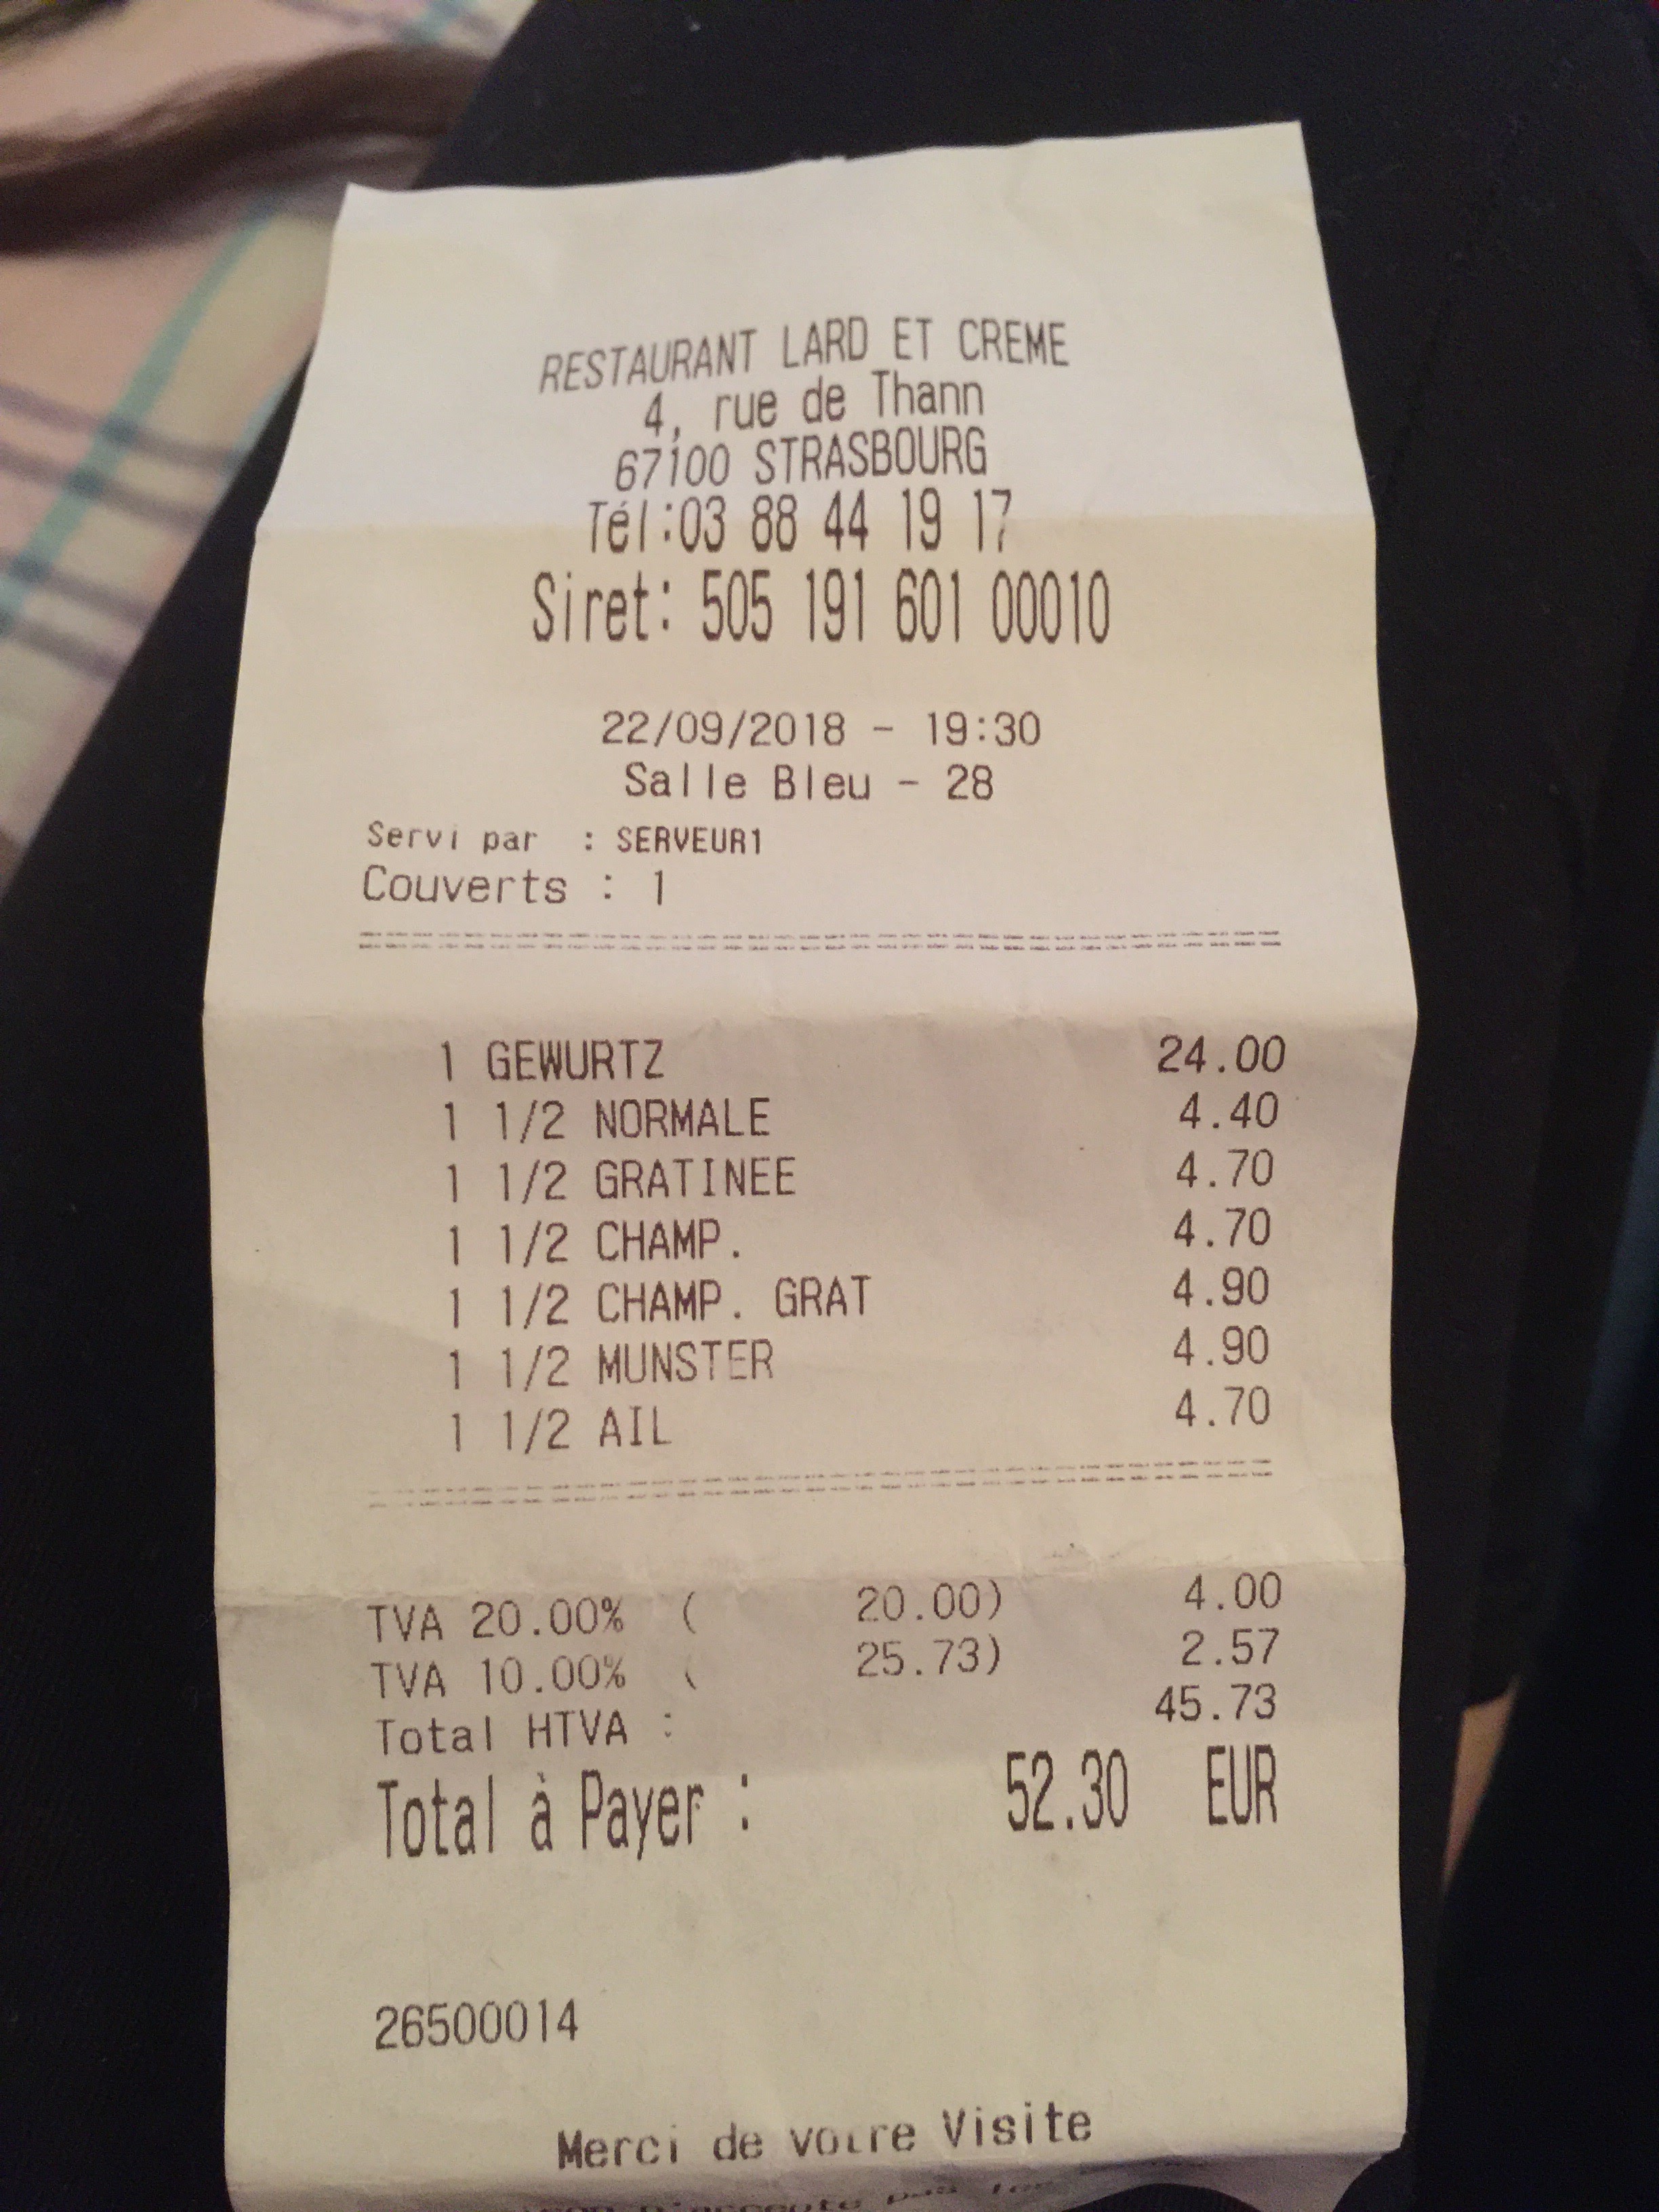 RESTAURANT LARD ET CREME
4, rue de Thann
67100 STRASBOURG
Tél:03 88 44 19 17
Siret: 505 191 601 00010
22/09/2018 - 19:30
Salle Bleu - 28
Servi par : SERVEUR1
Couverts : 1
1 GEWURTZ 24.00
1 1/2 NORMALE 4.40
1 1/2 GRATINEE 4.70
1 1/2 CHAMP. 4.70
1 1/2 CHAMP. GRAT 4.90
1 1/2 MUNSTER 4.90
1 1/2 AIL 4.70
TVA 20.00% ( 20.00) 4.00
TVA 10.00% ( 25.73) 2.57
Total HTVA : 45.73
Total à Payer : 52.30 EUR
26500014
Merci de votre Visite
n'accepte pas